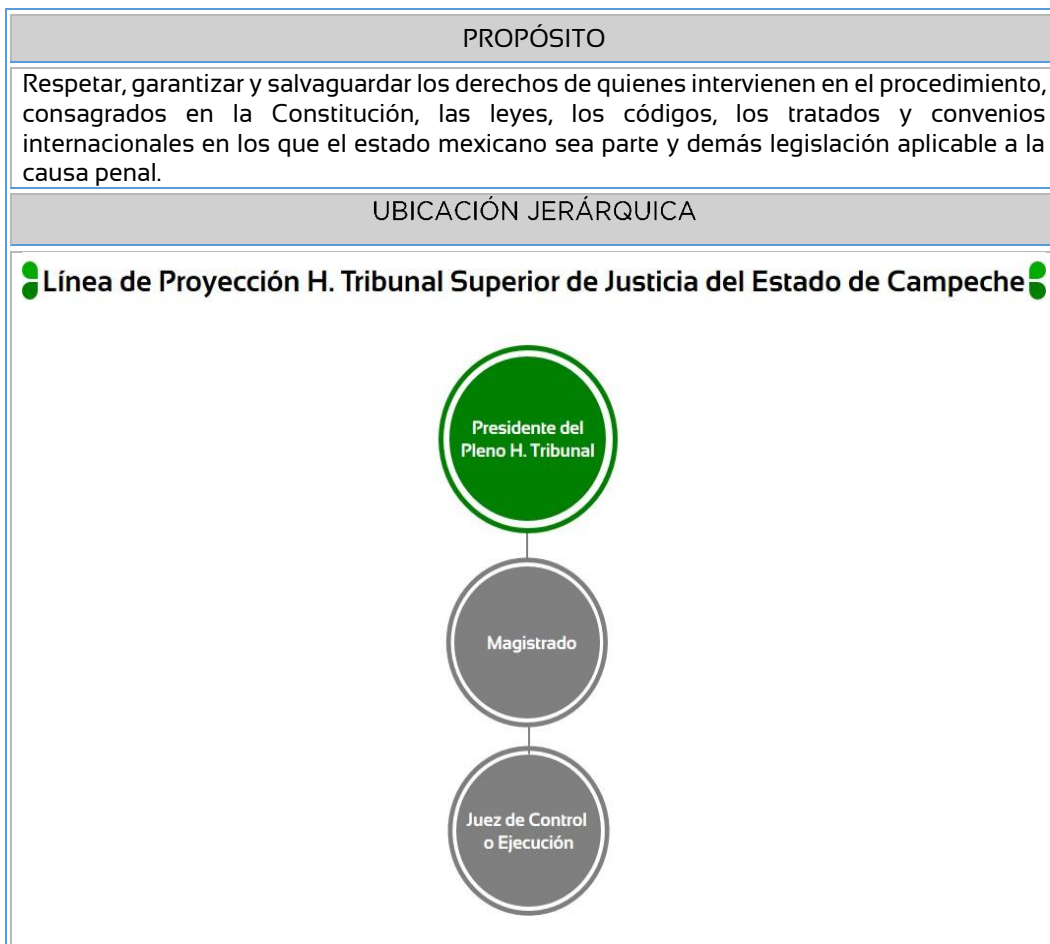 PROPÓSITO
Respetar, garantizar y salvaguardar los derechos de quienes intervienen en el procedimiento,
consagrados en la Constitución, las leyes, los códigos, los tratados y convenios
internacionales en los que el estado mexicano sea parte y demás legislación aplicable a la
causa penal.
UBICACIÓN JERÁRQUICA
Línea de Proyección H. Tribunal Superior de Justicia del Estado de Campeche
Presidente del
Pleno H. Tribunal
Magistrado
Juez de Control
o Ejecución